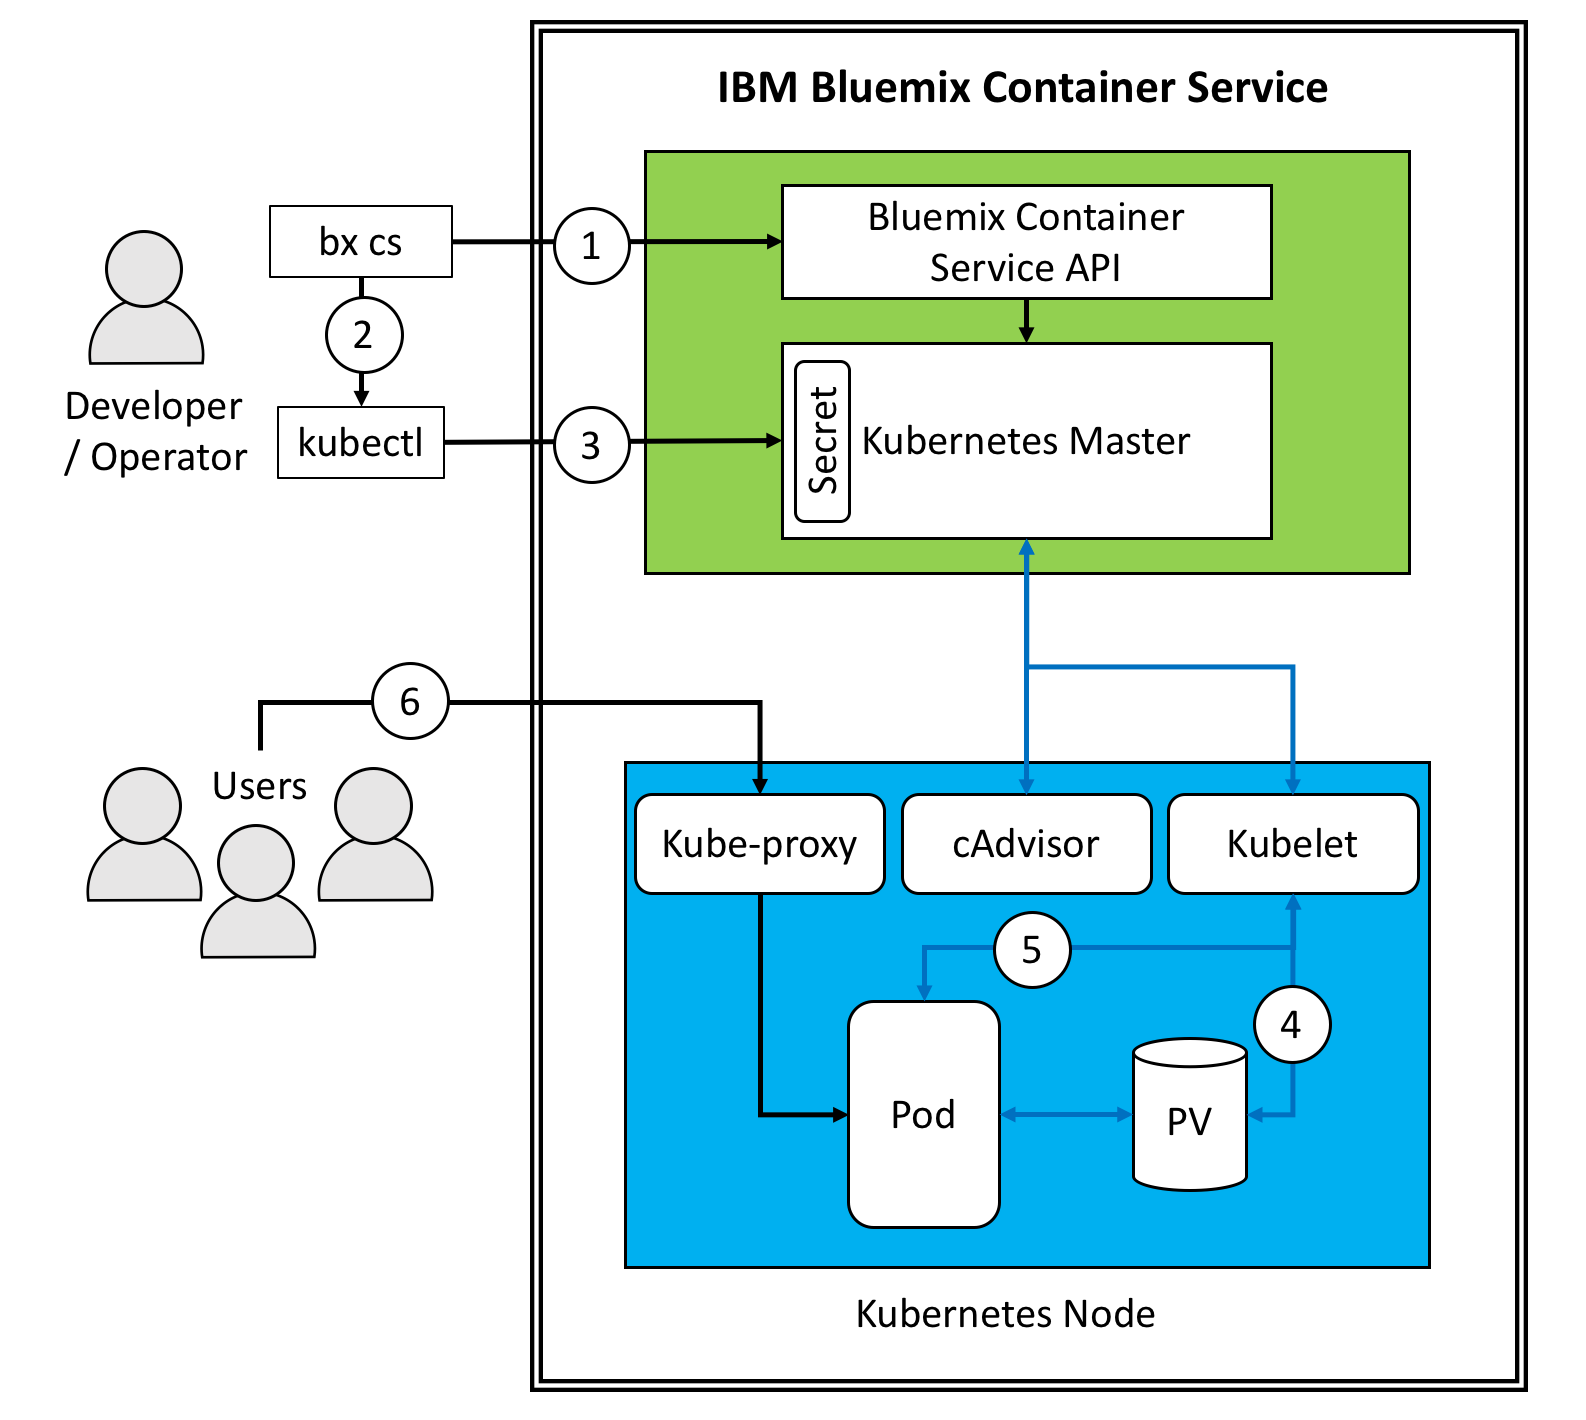 IBM Bluemix Container Service
bx cs
1
Bluemix Container
Service API
2
Developer
/ Operator
kubectl
3
Secret
Kubernetes Master
6
Users
Kube-proxy
cAdvisor
Kubelet
5
4
Pod
PV
Kubernetes Node